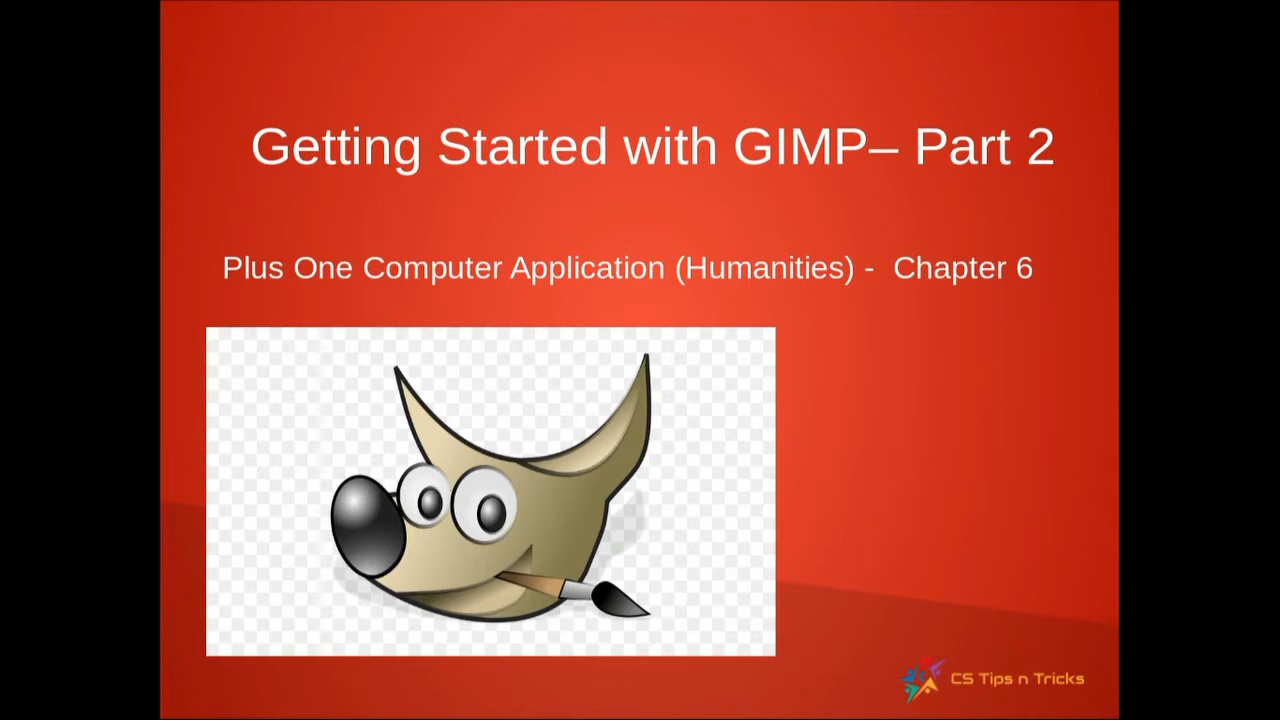 Getting Started with GIMP– Part 2
Plus One Computer Application (Humanities) -  Chapter 6
CS Tips n Tricks